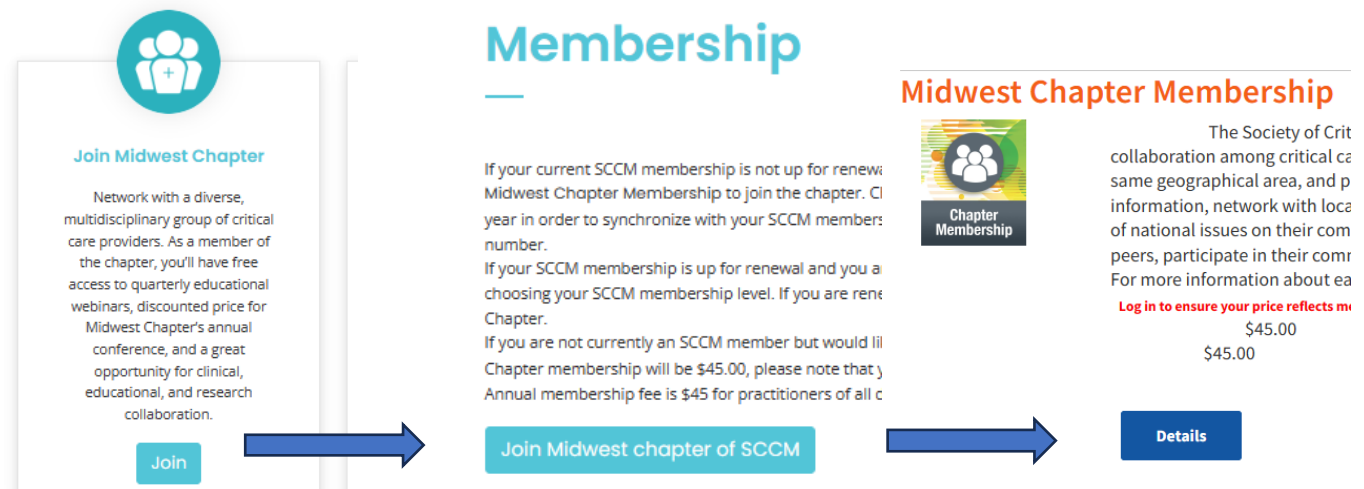 Join Midwest Chapter
Network with a diverse,
multidisciplinary group of critical
care providers. As a member of
the chapter, you'll have free
access to quarterly educational
webinars, discounted price for
Midwest Chapter's annual
conference, and a great
opportunity for clinical,
educational, and research
collaboration.
Join
Membership
If your current SCCM membership is not up for renewa
Midwest Chapter Membership to join the chapter. Cl
year in order to synchronize with your SCCM members
number.
If your SCCM membership is up for renewal and you a
choosing your SCCM membership level. If you are rene
Chapter.
If you are not currently an SCCM member but would lil
Chapter membership will be $45.00, please note that y
Annual membership fee is $45 for practitioners of all
Join Midwest chapter of SCCM
Midwest Chapter Membership
Chapter
Membership
The Society of Crit
collaboration among critical ca
same geographical area, and p
information, network with loca
of national issues on their com
peers, participate in their comm
For more information about ea
Log in to ensure your price reflects me
$45.00
$45.00
Details